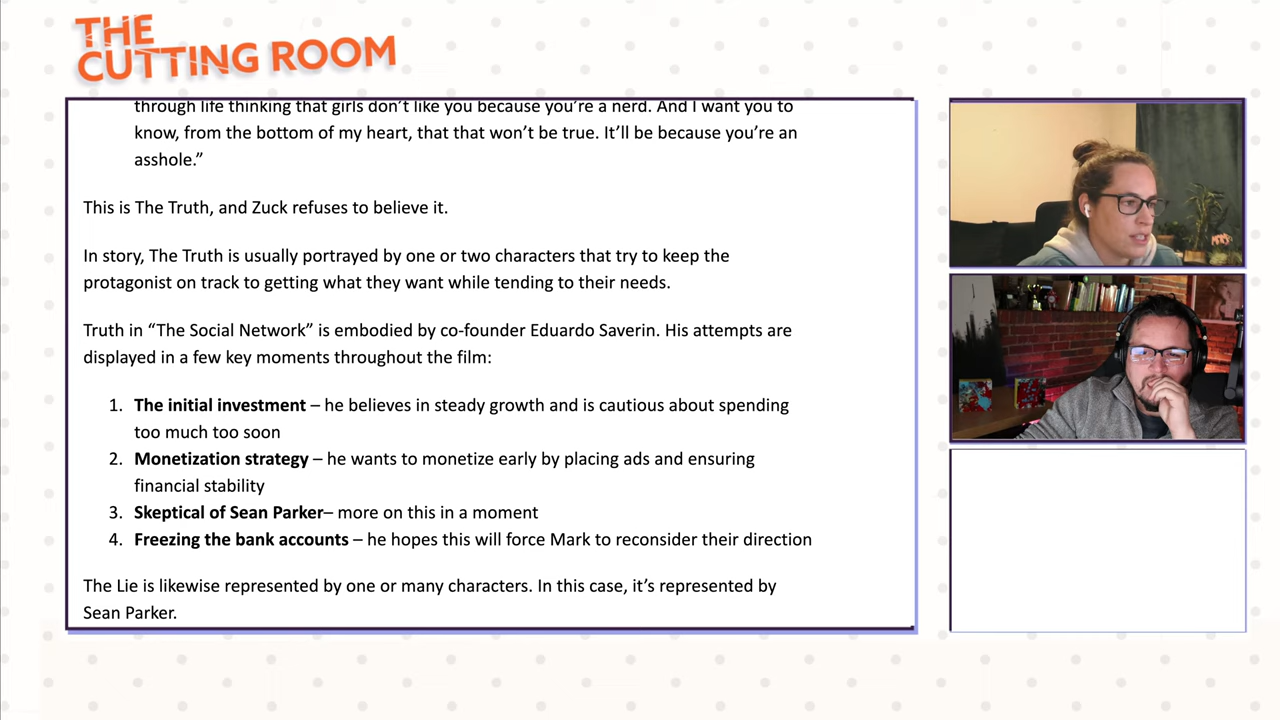 THE
CUTTING ROOM
through life thinking that girls don’t like you because you’re a nerd. And I want you to
know, from the bottom of my heart, that that won’t be true. It’ll be because you’re an
asshole.”
This is The Truth, and Zuck refuses to believe it.
In story, The Truth is usually portrayed by one or two characters that try to keep the
protagonist on track to getting what they want while tending to their needs.
Truth in “The Social Network” is embodied by co-founder Eduardo Saverin. His attempts are
displayed in a few key moments throughout the film:
1. The initial investment – he believes in steady growth and is cautious about spending
too much too soon
2. Monetization strategy – he wants to monetize early by placing ads and ensuring
financial stability
3. Skeptical of Sean Parker– more on this in a moment
4. Freezing the bank accounts – he hopes this will force Mark to reconsider their direction
The Lie is likewise represented by one or many characters. In this case, it’s represented by
Sean Parker.